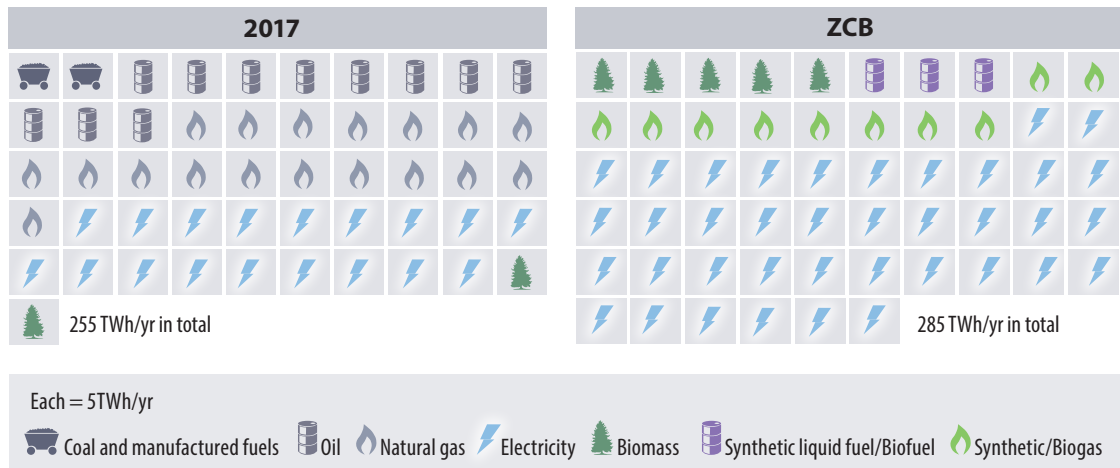 2017
255 TWh/yr in total
ZCB
285 TWh/yr in total
Each = 5TWh/yr
Coal and manufactured fuels Oil Natural gas Electricity Biomass Synthetic liquid fuel/Biofuel Synthetic/Biogas